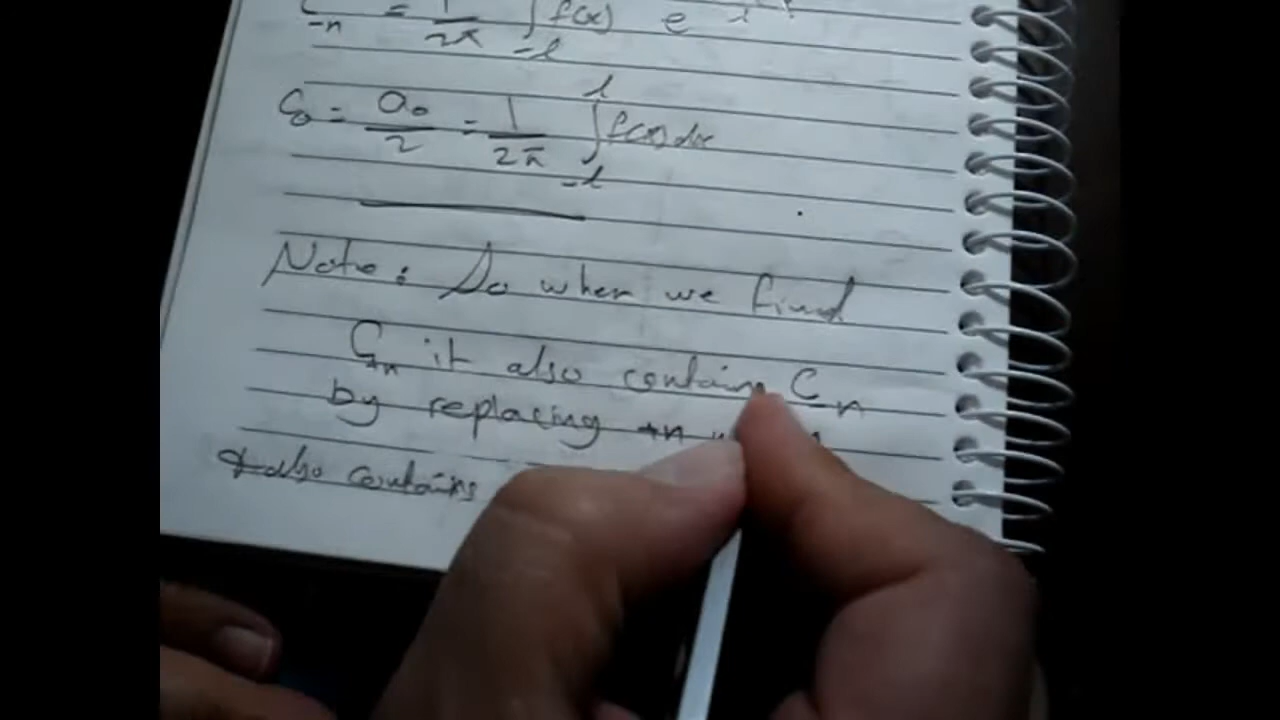 -n = 1/2π ∫ -l f(x) e
C₀ = a₀/2 = 1/2π ∫ -l l f(x) dx
Note: So when we find
Cn it also contain C-n
by replacing +n
also contains